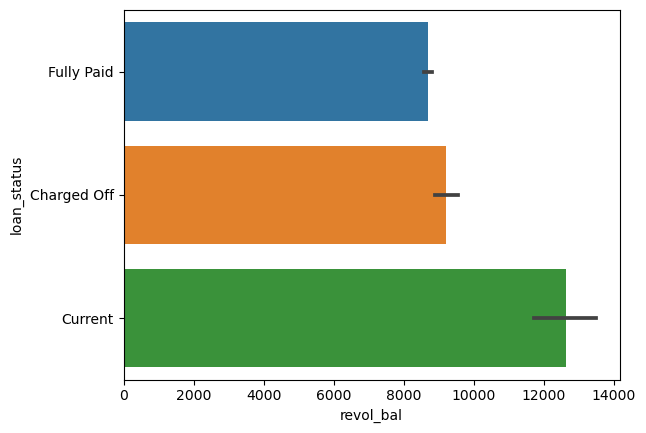 Fully Paid
Charged Off
Current
loan_status
0 2000 4000 6000 8000 10000 12000 14000
revol_bal